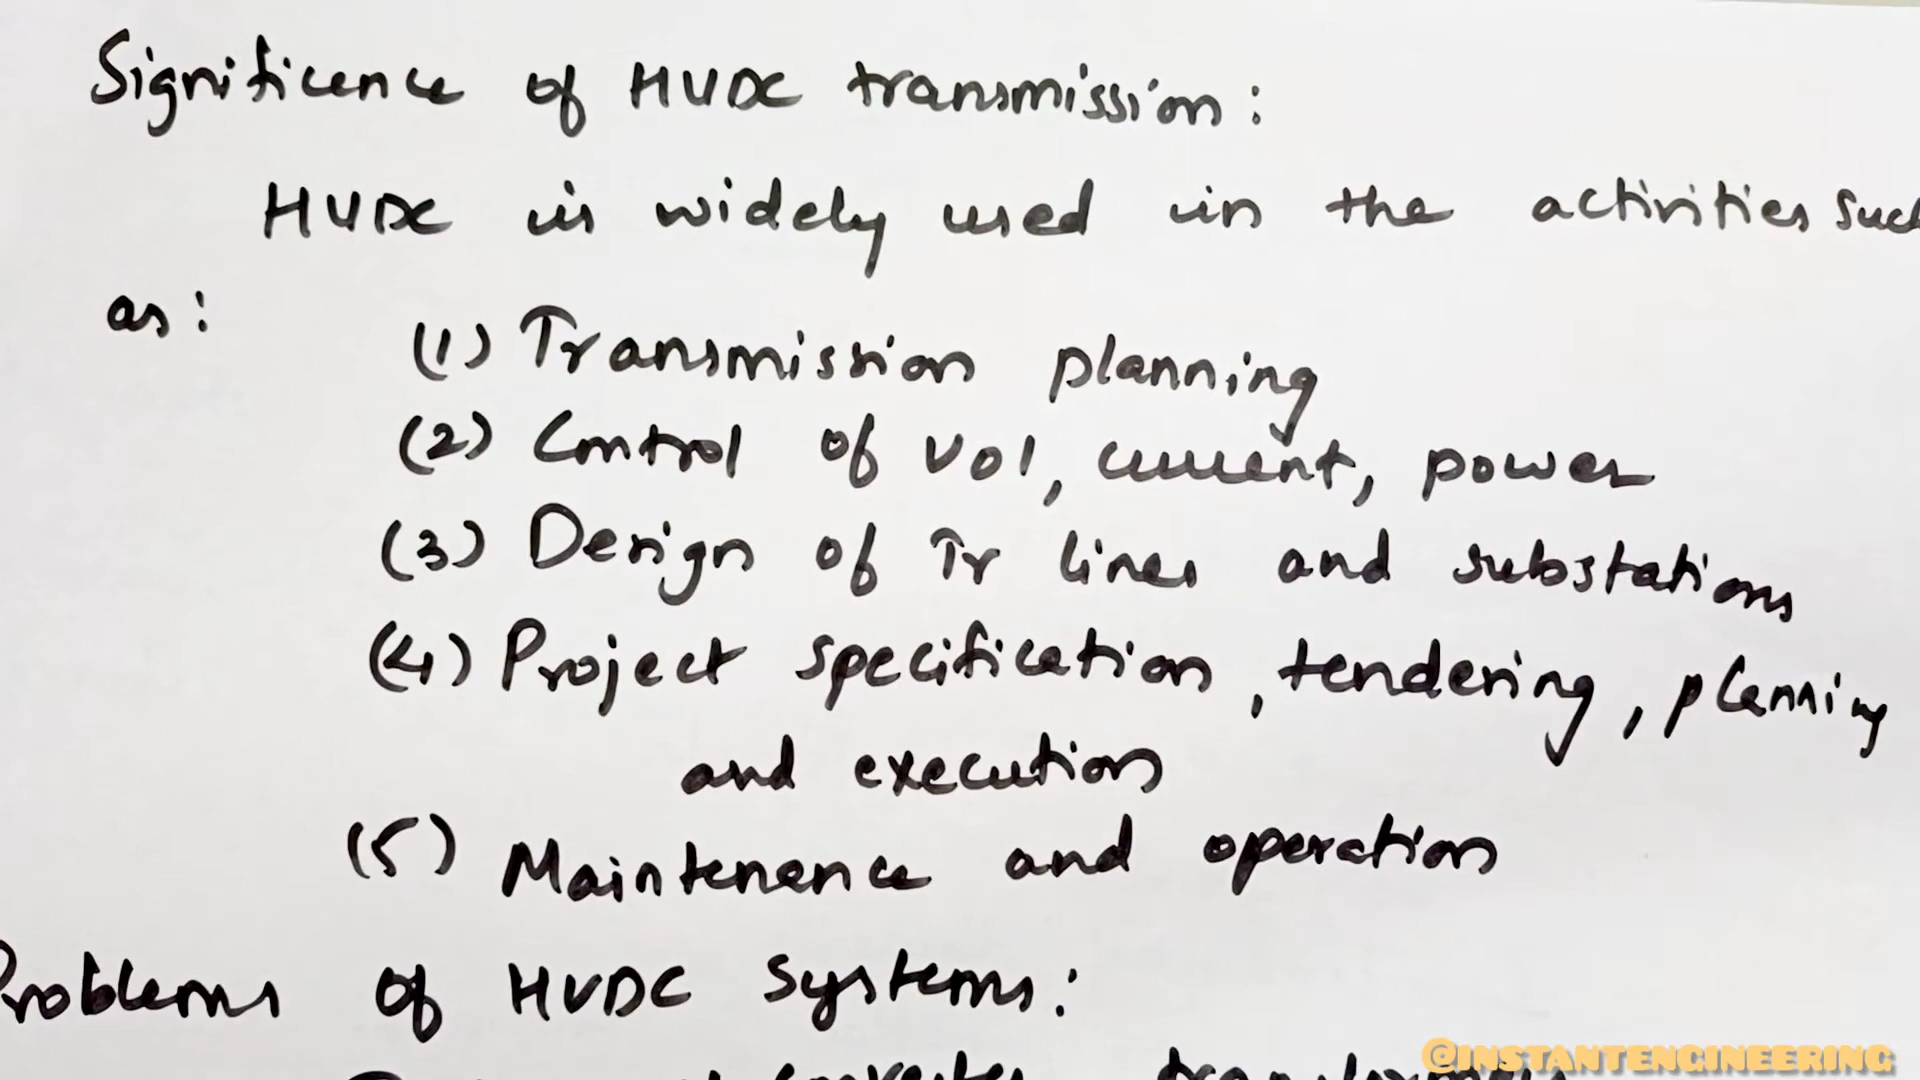 Significence of HVDC transmission:
HVDC is widely used in the activities such
as:
(1) Transmission planning
(2) Control of vol, current, power
(3) Design of Tr lines and substations
(4) Project specification, tendering, planning
and execution
(5) Maintenence and operation
Problems of HVDC systems:
@INSTANTENGINEERING